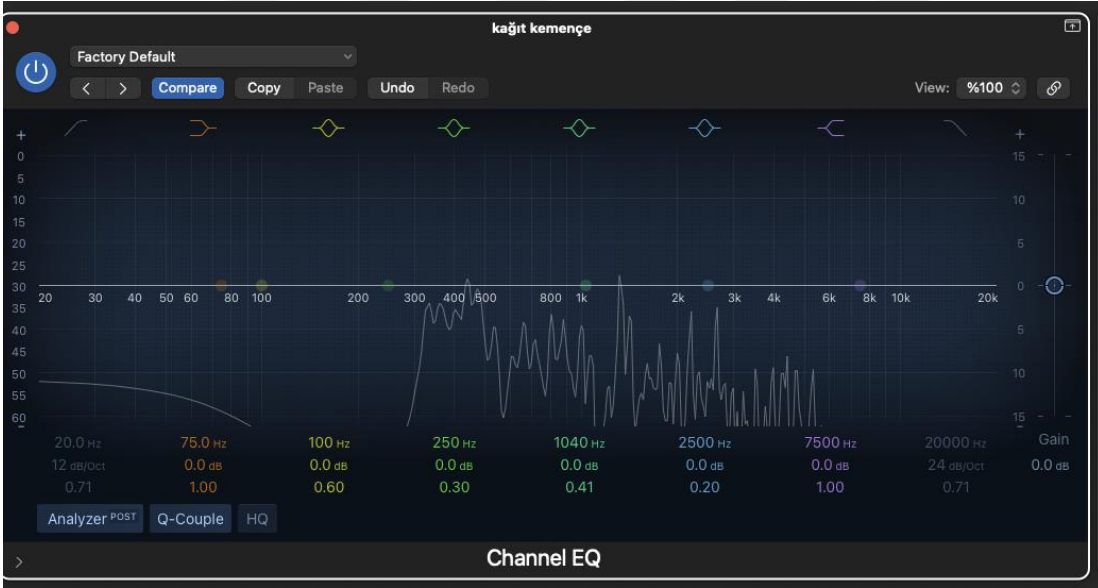 kağıt kemençe
Factory Default
Compare Copy Paste Undo Redo View: %100
+ +
0 15
5
10 10
15
20 5
25
30 0
20 30 40 50 60 80 100 200 300 400 500 800 1k 2k 3k 4k 6k 8k 10k 20k
35
40 5
45
50 10
55
60 15
20.0 Hz 75.0 Hz 100 Hz 250 Hz 1040 Hz 2500 Hz 7500 Hz 20000 Hz Gain
12 dB/Oct 0.0 dB 0.0 dB 0.0 dB 0.0 dB 0.0 dB 0.0 dB 24 dB/Oct 0.0 dB
0.71 1.00 0.60 0.30 0.41 0.20 1.00 0.71
Analyzer POST Q-Couple HQ
Channel EQ